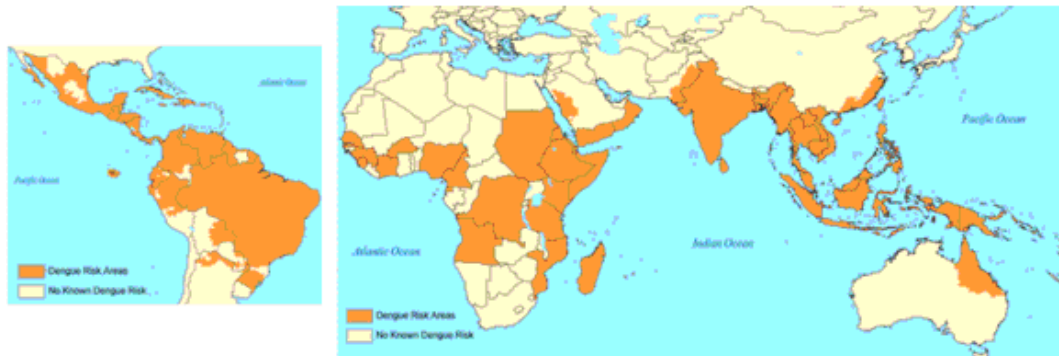 Atlantic Ocean
Pacific Ocean
Dengue Risk Areas
No Known Dengue Risk
Pacific Ocean
Atlantic Ocean
Indian Ocean
Dengue Risk Areas
No Known Dengue Risk